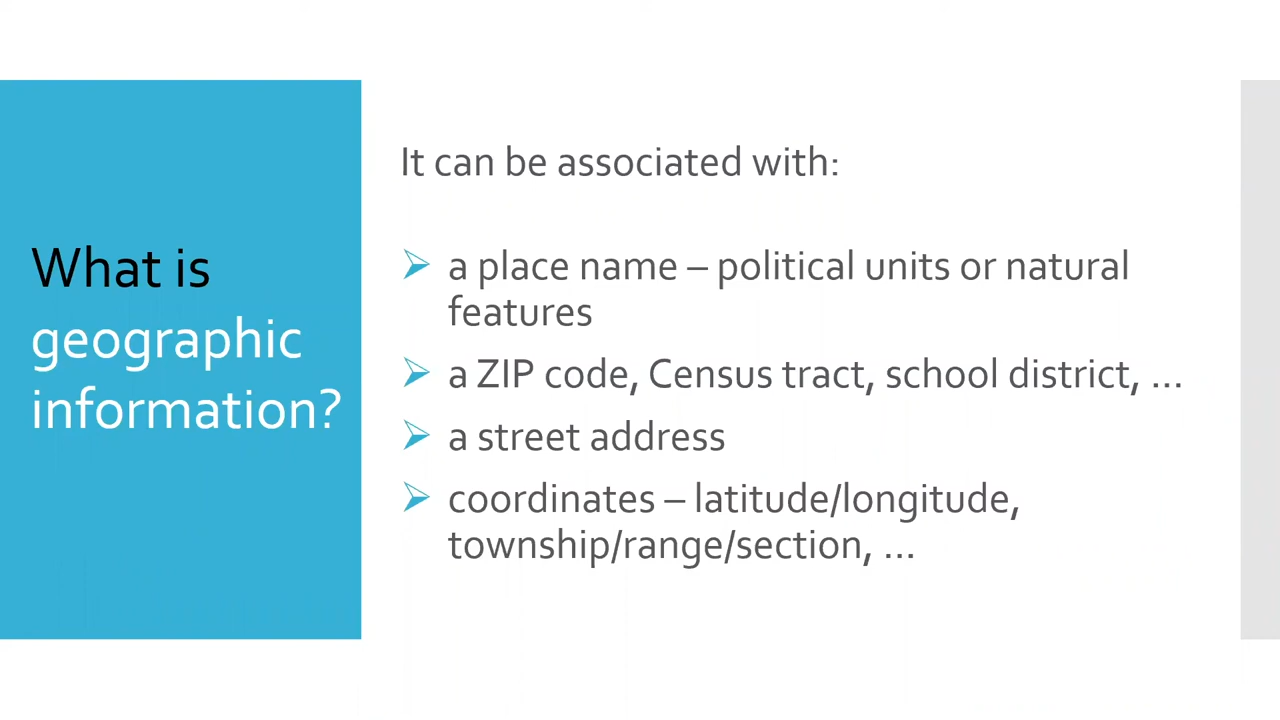 What is
geographic
information?
It can be associated with:
➢ a place name – political units or natural
features
➢ a ZIP code, Census tract, school district, ...
➢ a street address
➢ coordinates – latitude/longitude,
township/range/section, ...